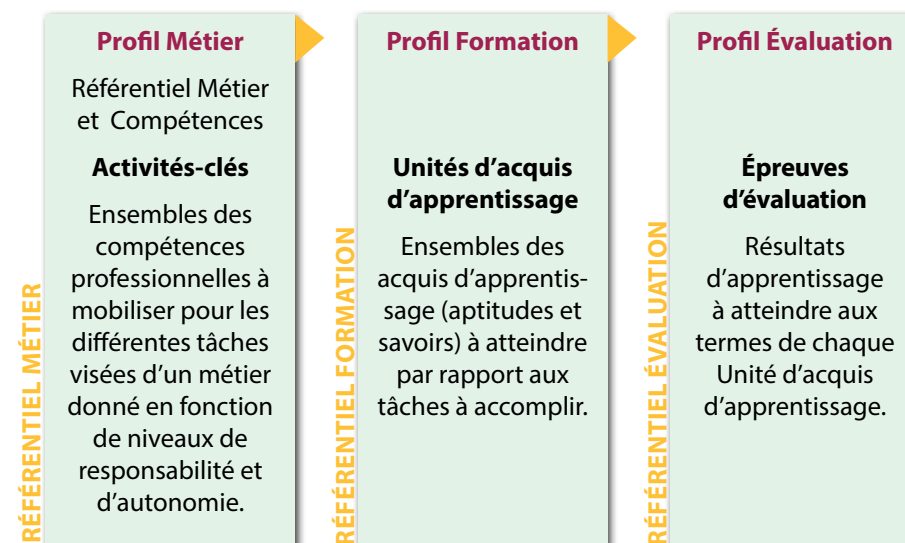 RÉFÉRENTIEL MÉTIER
Profil Métier
Référentiel Métier
et Compétences
Activités-clés
Ensembles des
compétences
professionnelles à
mobiliser pour les
différentes tâches
visées d’un métier
donné en fonction
de niveaux de
responsabilité et
d’autonomie.
RÉFÉRENTIEL FORMATION
Profil Formation
Unités d’acquis
d’apprentissage
Ensembles des
acquis d’apprentis-
sage (aptitudes et
savoirs) à atteindre
par rapport aux
tâches à accomplir.
RÉFÉRENTIEL ÉVALUATION
Profil Évaluation
Épreuves
d’évaluation
Résultats
d’apprentissage
à atteindre aux
termes de chaque
Unité d’acquis
d’apprentissage.